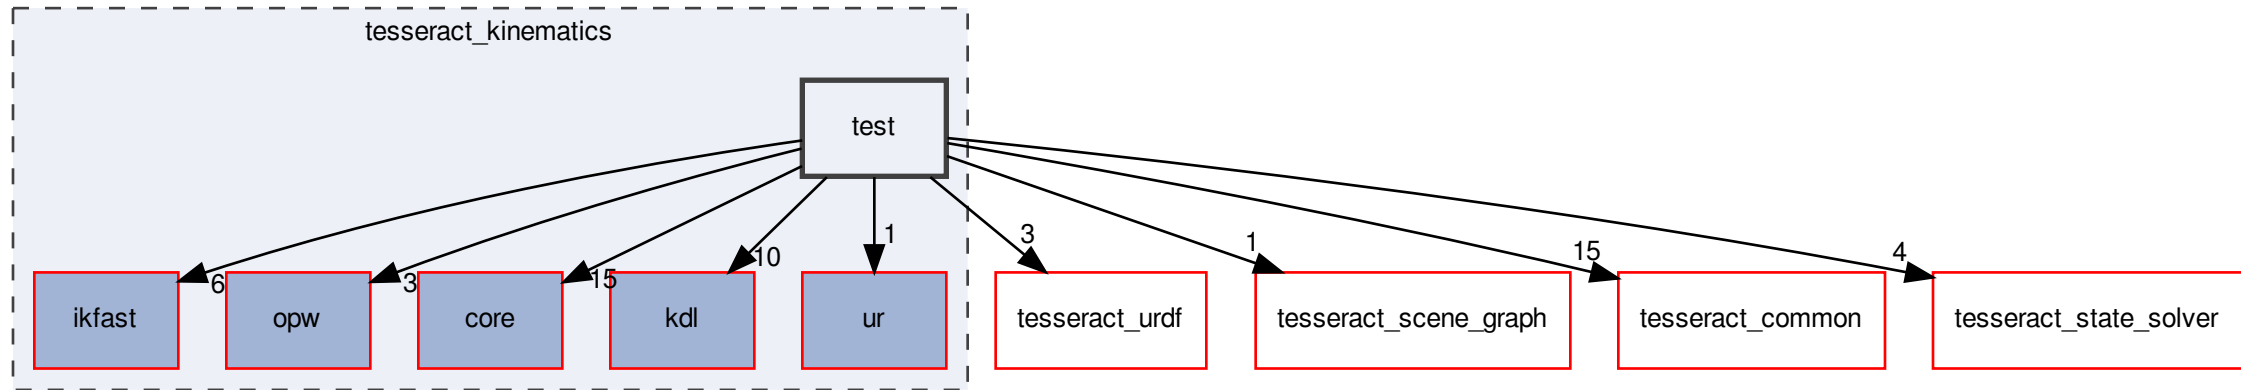 tesseract_kinematics
test
1
3
1
15
4
10
6
3
15
ikfast
opw
core
kdl
ur
tesseract_urdf
tesseract_scene_graph
tesseract_common
tesseract_state_solver